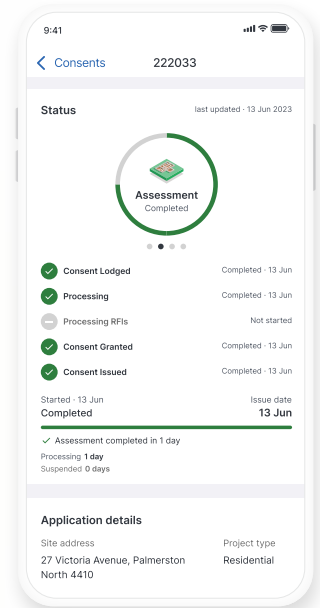 9:41
Consents 222033
Status last updated · 13 Jun 2023
Assessment
Completed
Consent Lodged Completed · 13 Jun
Processing Completed · 13 Jun
Processing RFIs Not started
Consent Granted Completed · 13 Jun
Consent Issued Completed · 13 Jun
Started · 13 Jun Issue date
Completed 13 Jun
Assessment completed in 1 day
Processing 1 day
Suspended 0 days
Application details
Site address Project type
27 Victoria Avenue, Palmerston Residential
North 4410